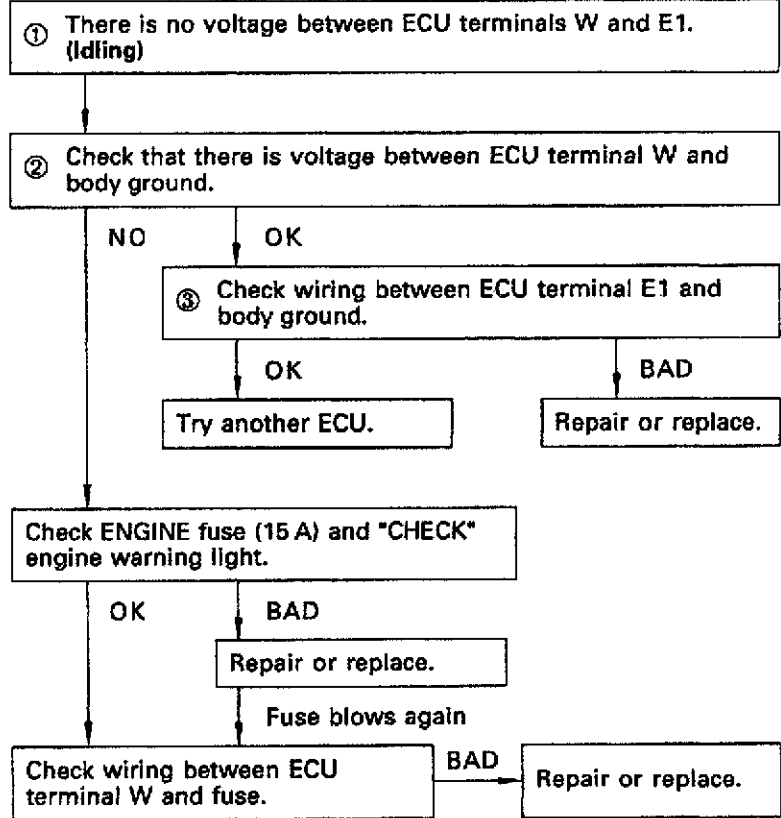 ① There is no voltage between ECU terminals W and E1.
(Idling)
② Check that there is voltage between ECU terminal W and
body ground.
NO
OK
③ Check wiring between ECU terminal E1 and
body ground.
OK
BAD
Try another ECU.
Repair or replace.
Check ENGINE fuse (15 A) and "CHECK"
engine warning light.
OK
BAD
Repair or replace.
Fuse blows again
Check wiring between ECU
terminal W and fuse.
BAD
Repair or replace.